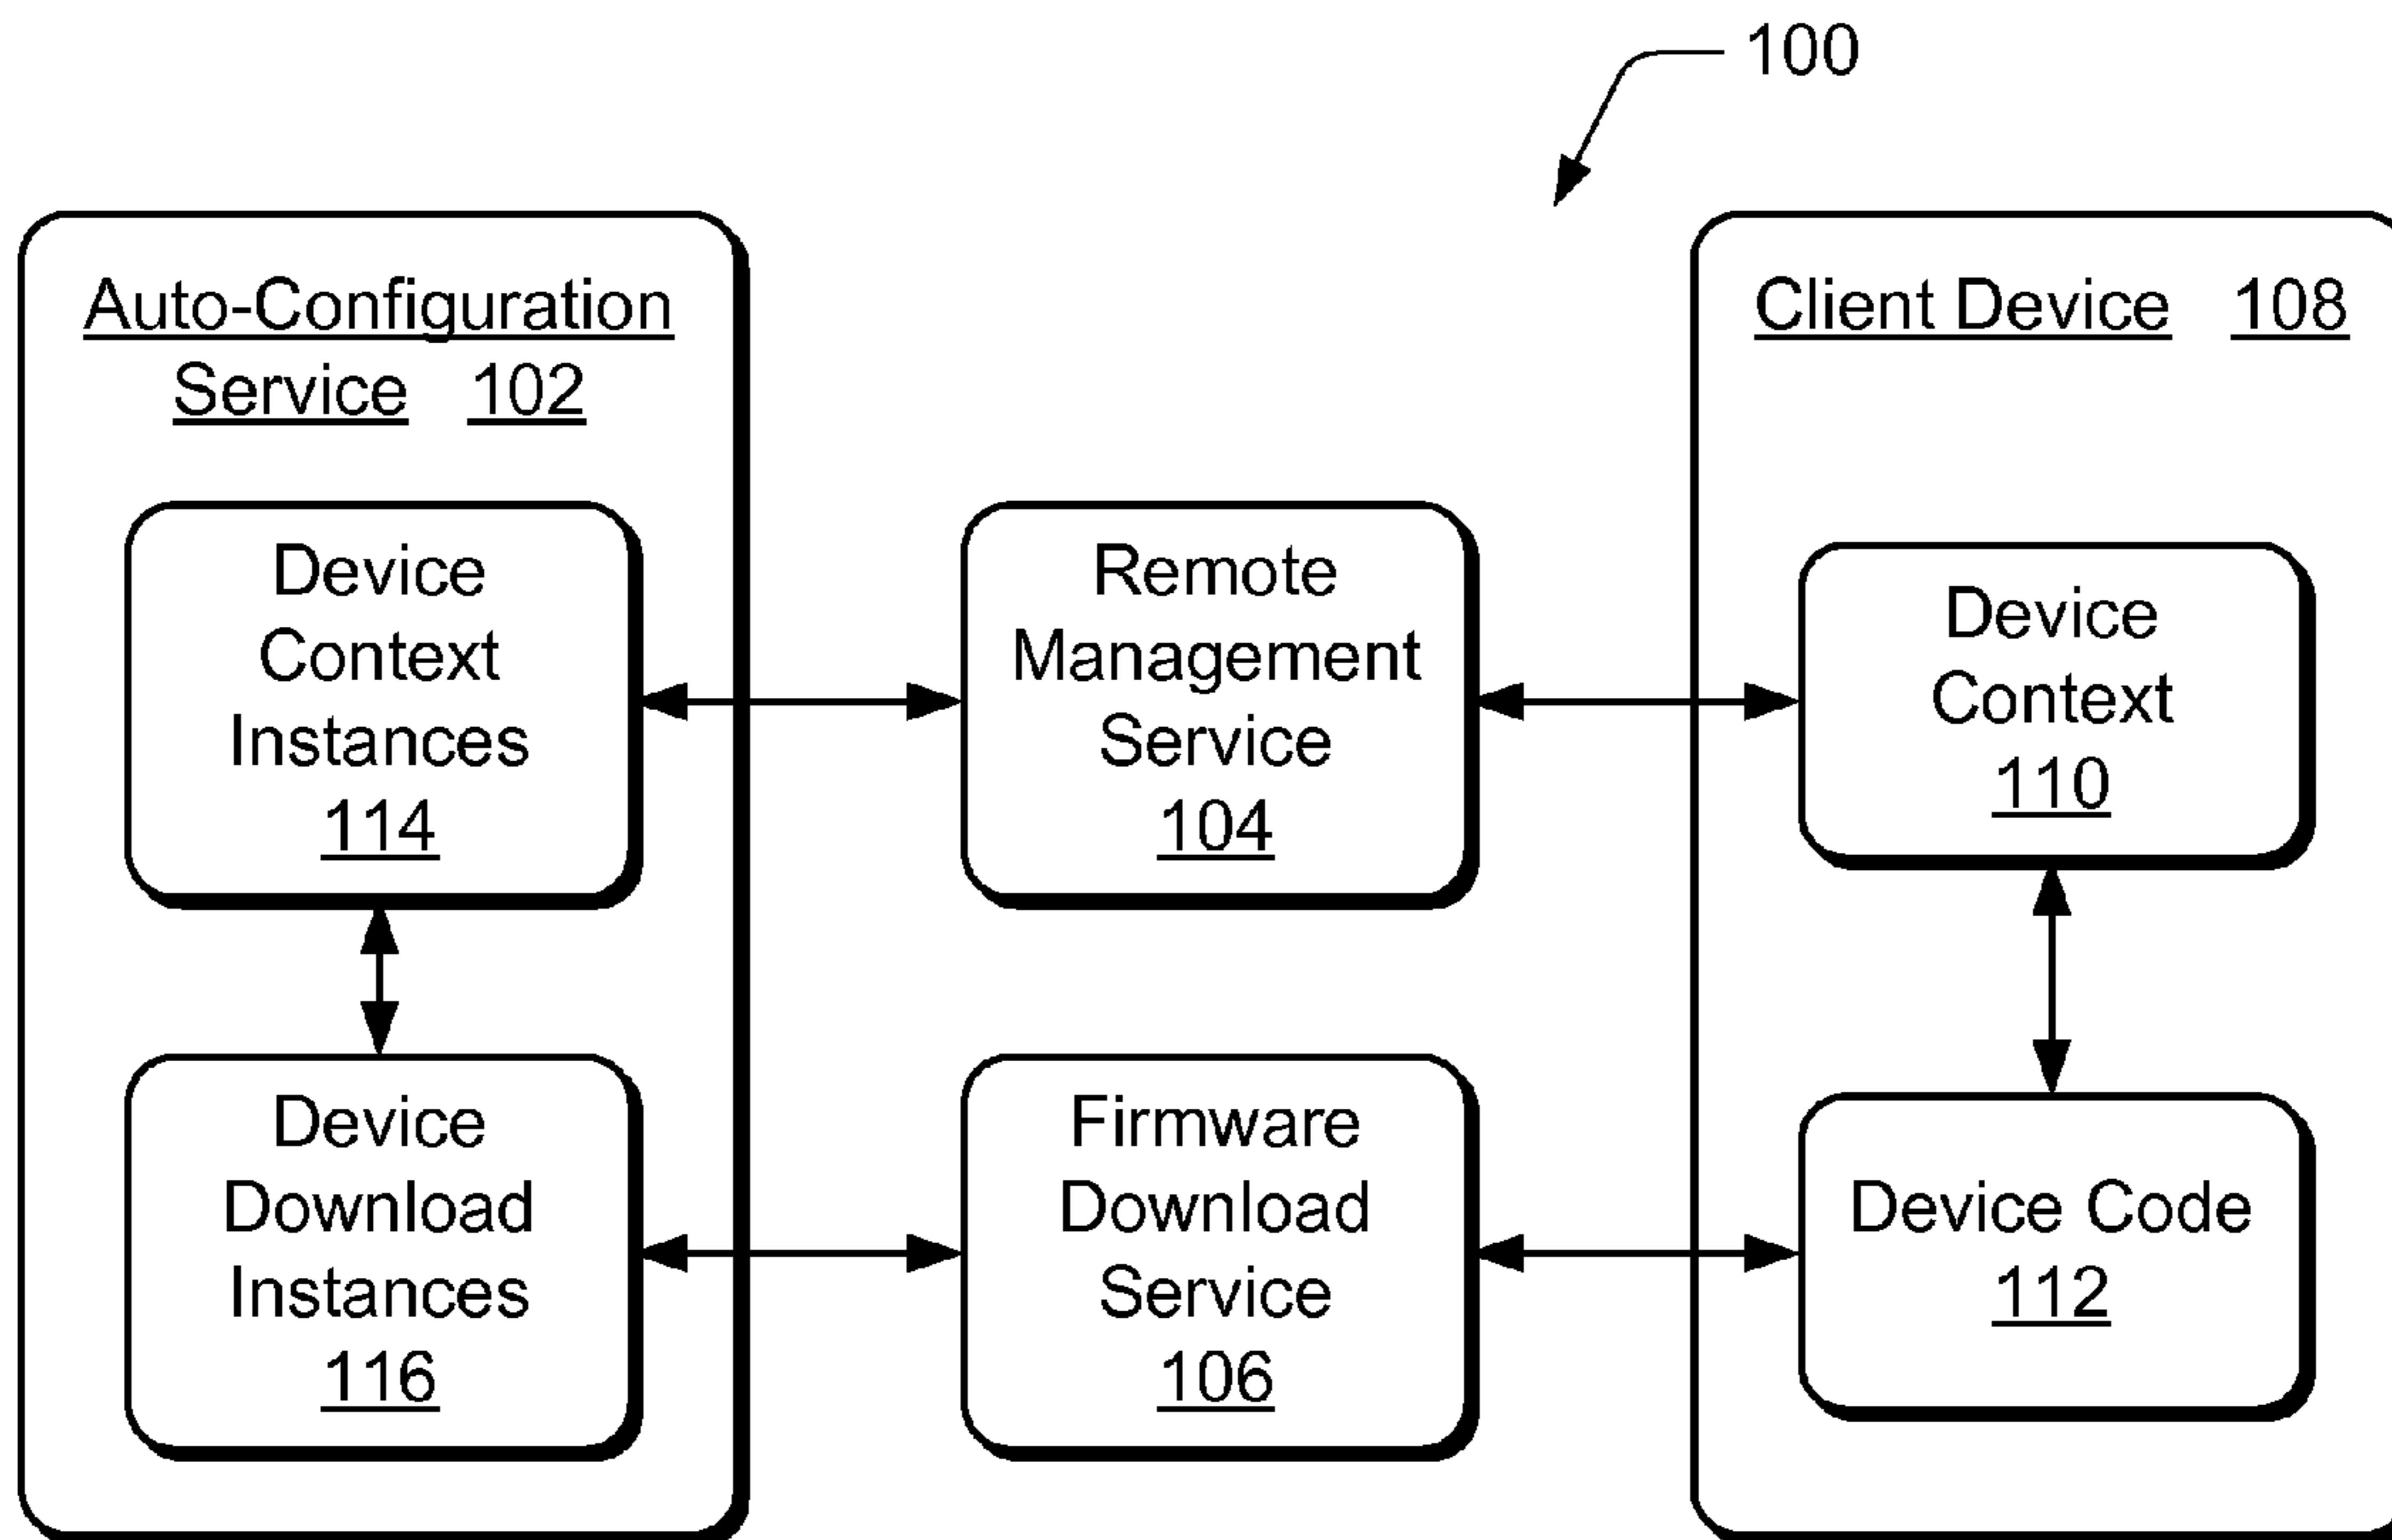 100
Auto-Configuration
Service 102
Client Device 108
Device
Context
Instances
114
Remote
Management
Service
104
Device
Context
110
Device
Download
Instances
116
Firmware
Download
Service
106
Device Code
112